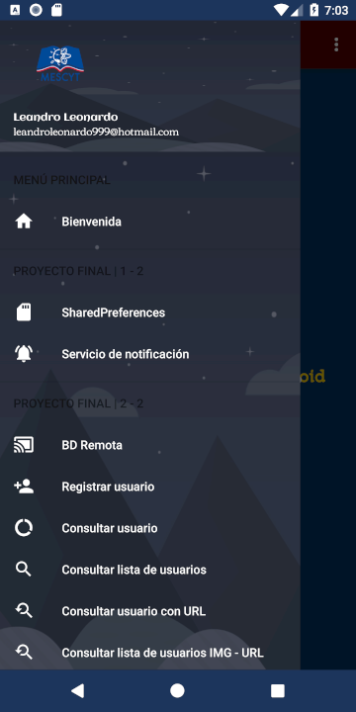 7:03
MESCYT
Leandro Leonardo
leandroleonardo999@hotmail.com
MENÚ PRINCIPAL
Bienvenida
PROYECTO FINAL | 1 - 2
SharedPreferences
Servicio de notificación
oid
PROYECTO FINAL | 2 - 2
BD Remota
Registrar usuario
Consultar usuario
Consultar lista de usuarios
Consultar usuario con URL
Consultar lista de usuarios IMG - URL